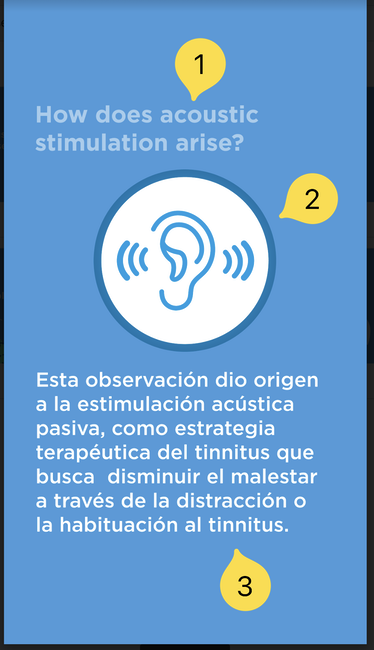 1
How does acoustic
stimulation arise?
2
Esta observación dio origen
a la estimulación acústica
pasiva, como estrategia
terapéutica del tinnitus que
busca  disminuir el malestar
a través de la distracción o
la habituación al tinnitus.
3